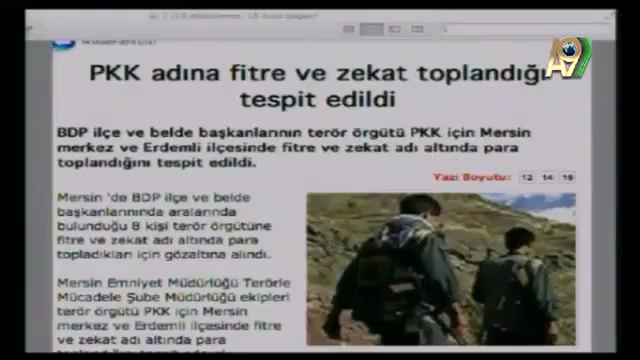 PKK adına fitre ve zekat toplandığı
tespit edildi
BDP ilçe ve belde başkanlarının terör örgütü PKK için Mersin
merkez ve Erdemli ilçesinde fitre ve zekat adı altında para
toplandığını tespit edildi.
Yazı Boyutu: 12 14 18
Mersin 'de BDP ilçe ve belde
başkanlarınında aralarında
bulunduğu 8 kişi terör örgütüne
fitre ve zekat adı altında para
topladıkları için gözaltına alındı.
Mersin Emniyet Müdürlüğü Terörle
Mücadele Şube Müdürlüğü ekipleri
terör örgütü PKK için Mersin
merkez ve Erdemli ilçesinde fitre
ve zekat adı altında para
A9